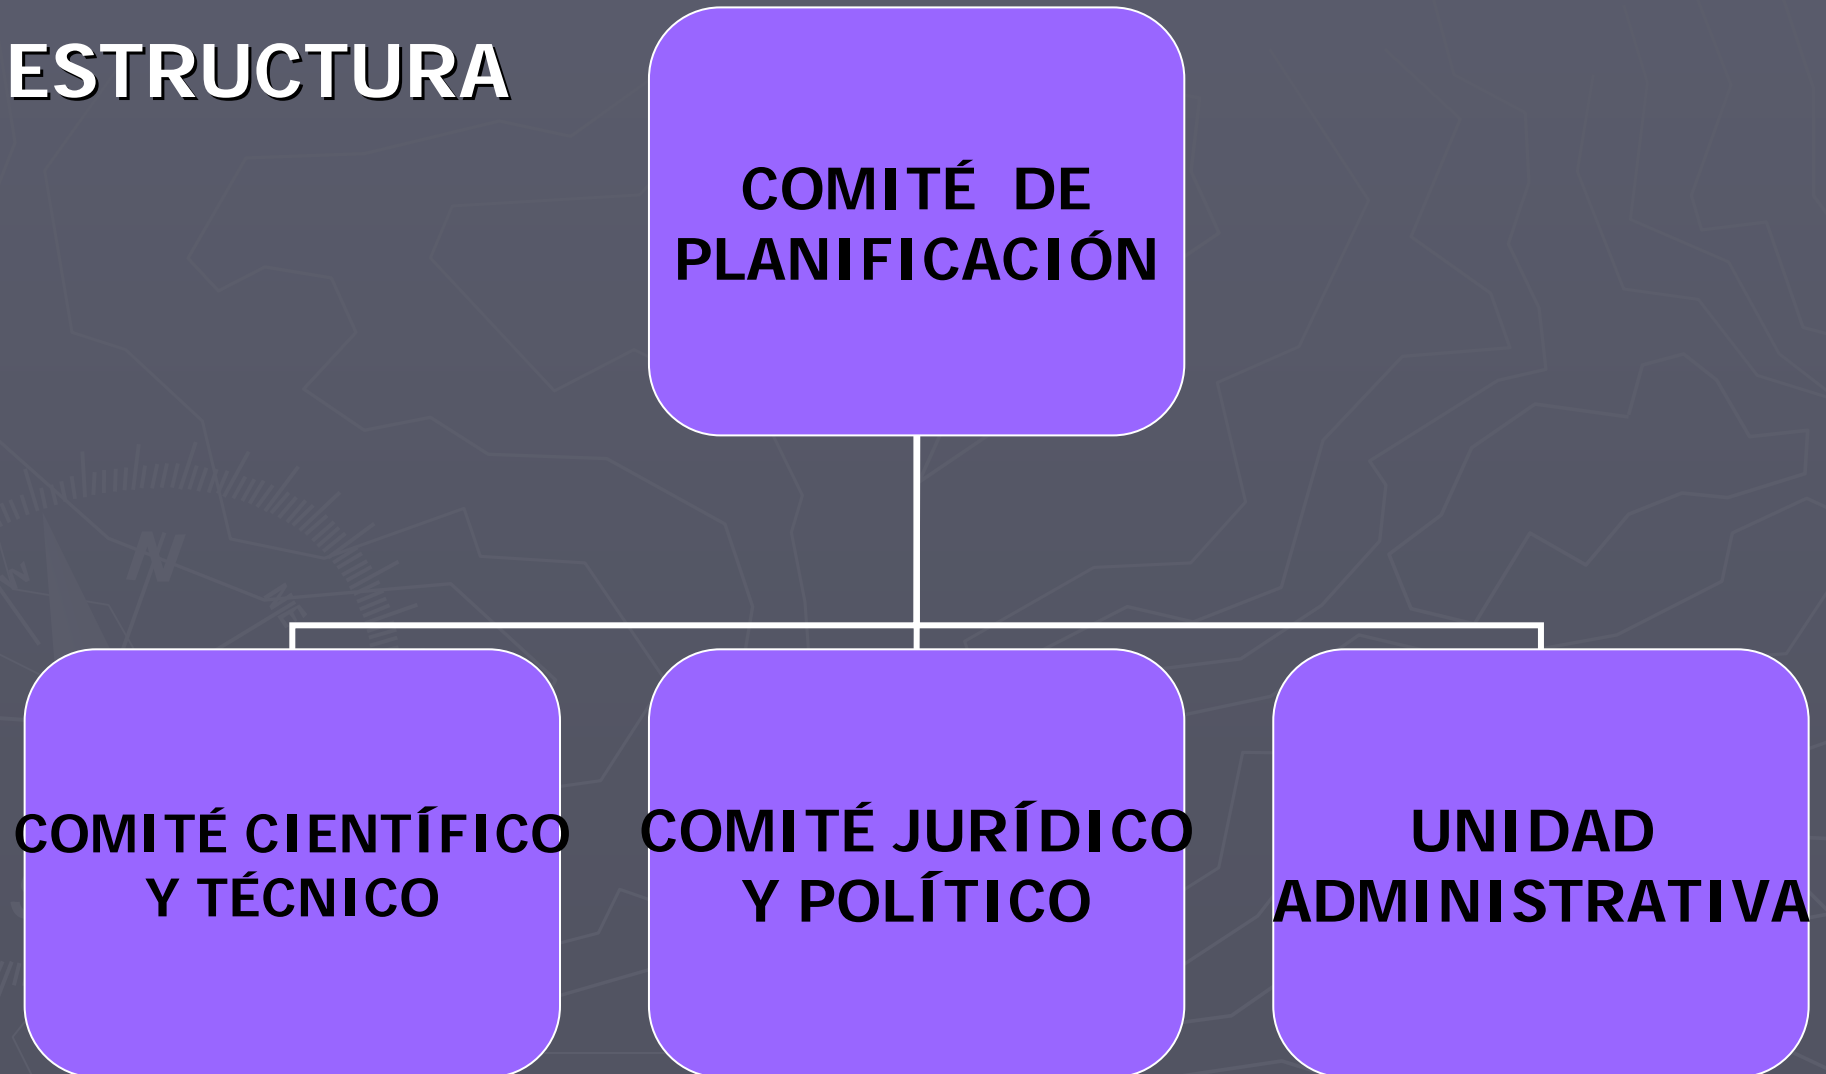 ESTRUCTURA
COMITÉ DE
PLANIFICACIÓN
COMITÉ CIENTÍFICO
Y TÉCNICO
COMITÉ JURÍDICO
Y POLÍTICO
UNIDAD
ADMINISTRATIVA
N